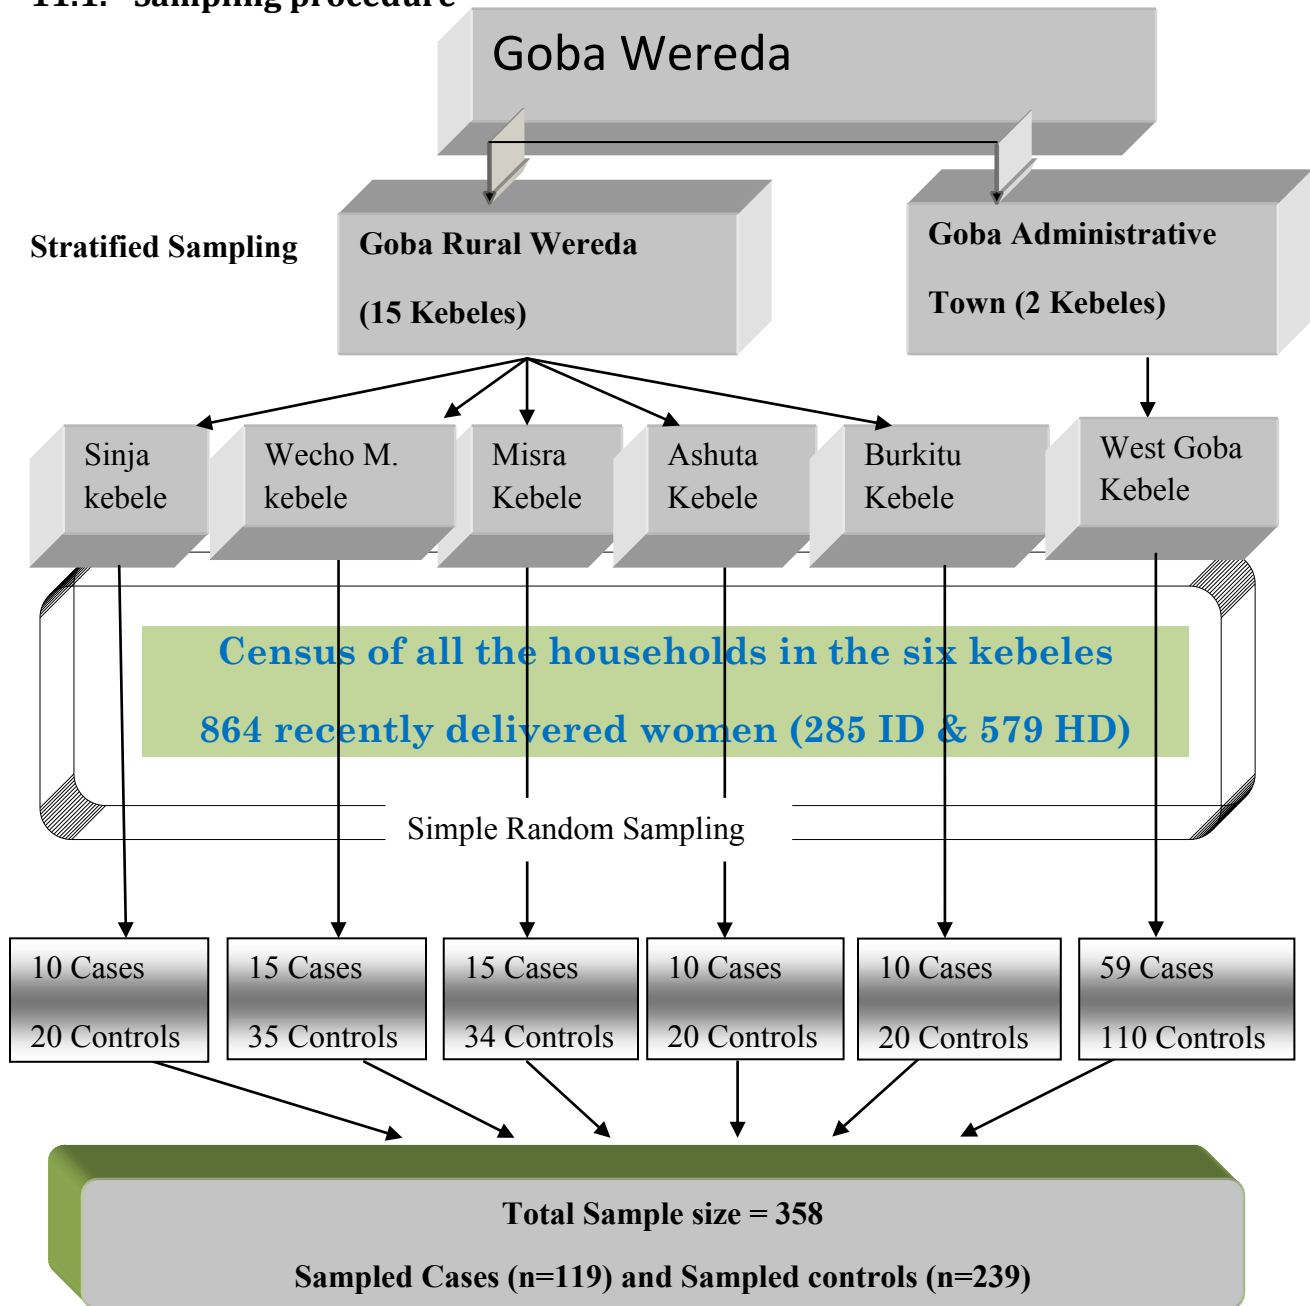 11.1. Sampling procedure
Goba Wereda
Stratified Sampling
Goba Rural Wereda
(15 Kebeles)
Goba Administrative
Town (2 Kebeles)
Sinja
kebele
Wecho M.
kebele
Misra
Kebele
Ashuta
Kebele
Burkitu
Kebele
West Goba
Kebele
Census of all the households in the six kebeles
864 recently delivered women (285 ID & 579 HD)
Simple Random Sampling
10 Cases
20 Controls
15 Cases
35 Controls
15 Cases
34 Controls
10 Cases
20 Controls
10 Cases
20 Controls
59 Cases
110 Controls
Total Sample size = 358
Sampled Cases (n=119) and Sampled controls (n=239)